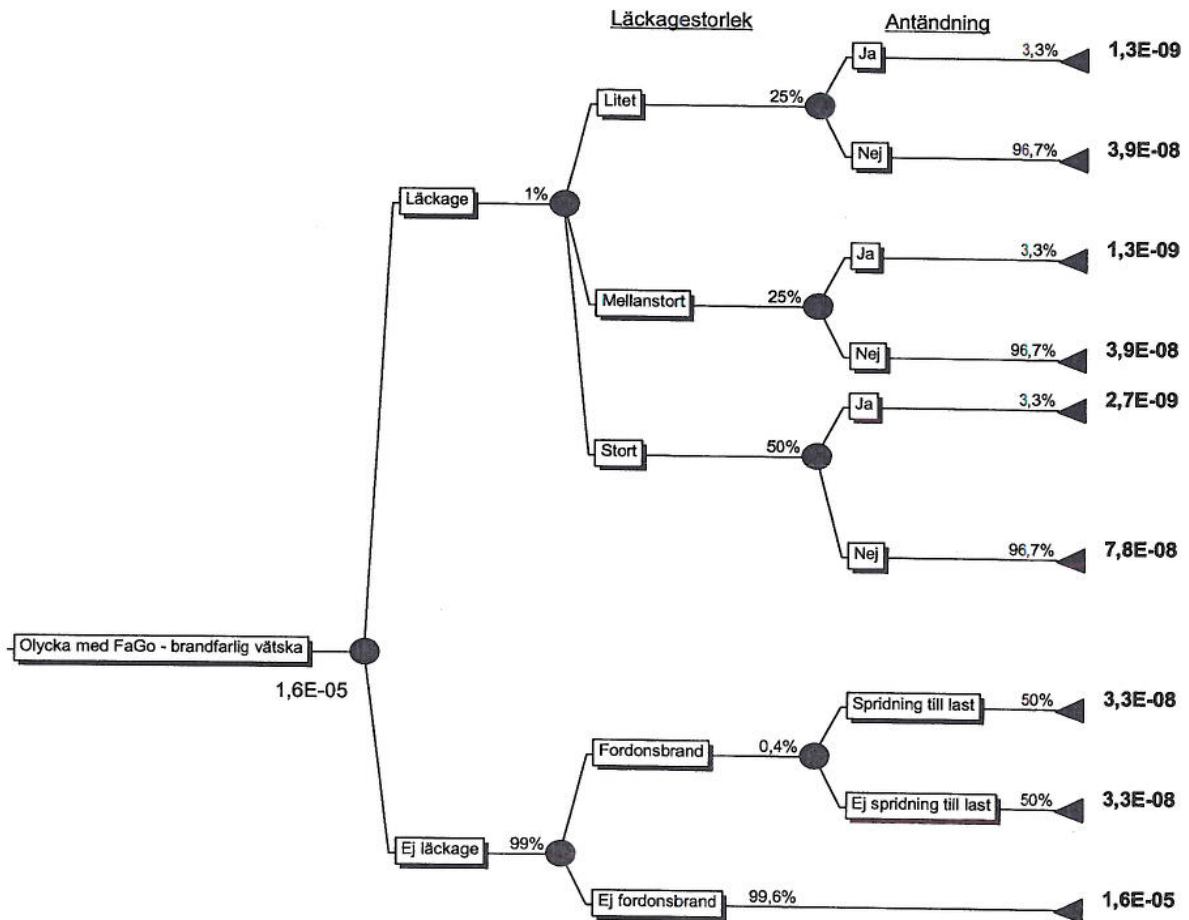 Läckagestorlek Antändning
Ja 3,3% 1,3E-09
Litet 25%
Nej 96,7% 3,9E-08
Läckage 1%
Ja 3,3% 1,3E-09
Mellanstort 25%
Nej 96,7% 3,9E-08
Ja 3,3% 2,7E-09
Stort 50%
Nej 96,7% 7,8E-08
Olycka med FaGo - brandfarlig vätska
1,6E-05
Spridning till last 50% 3,3E-08
Fordonsbrand 0,4%
Ej spridning till last 50% 3,3E-08
Ej läckage 99%
Ej fordonsbrand 99,6% 1,6E-05